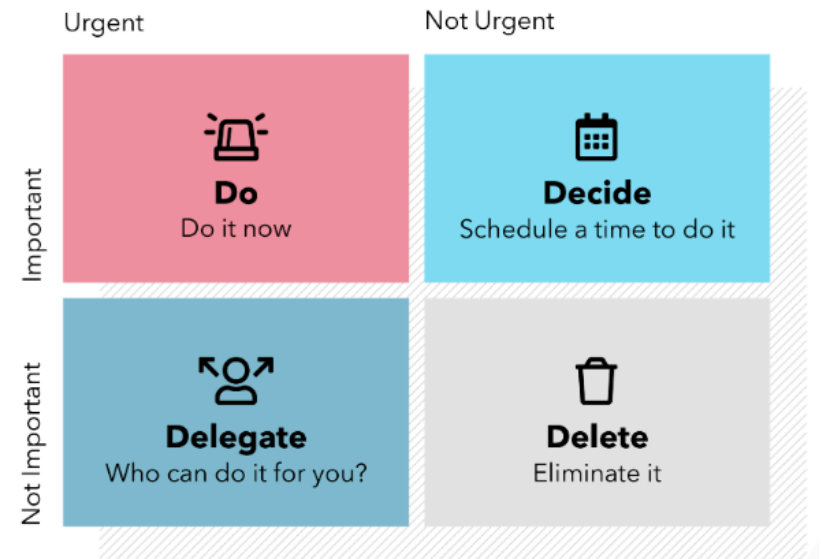 Urgent
Not Urgent
Important
Do
Do it now
Decide
Schedule a time to do it
Not Important
Delegate
Who can do it for you?
Delete
Eliminate it